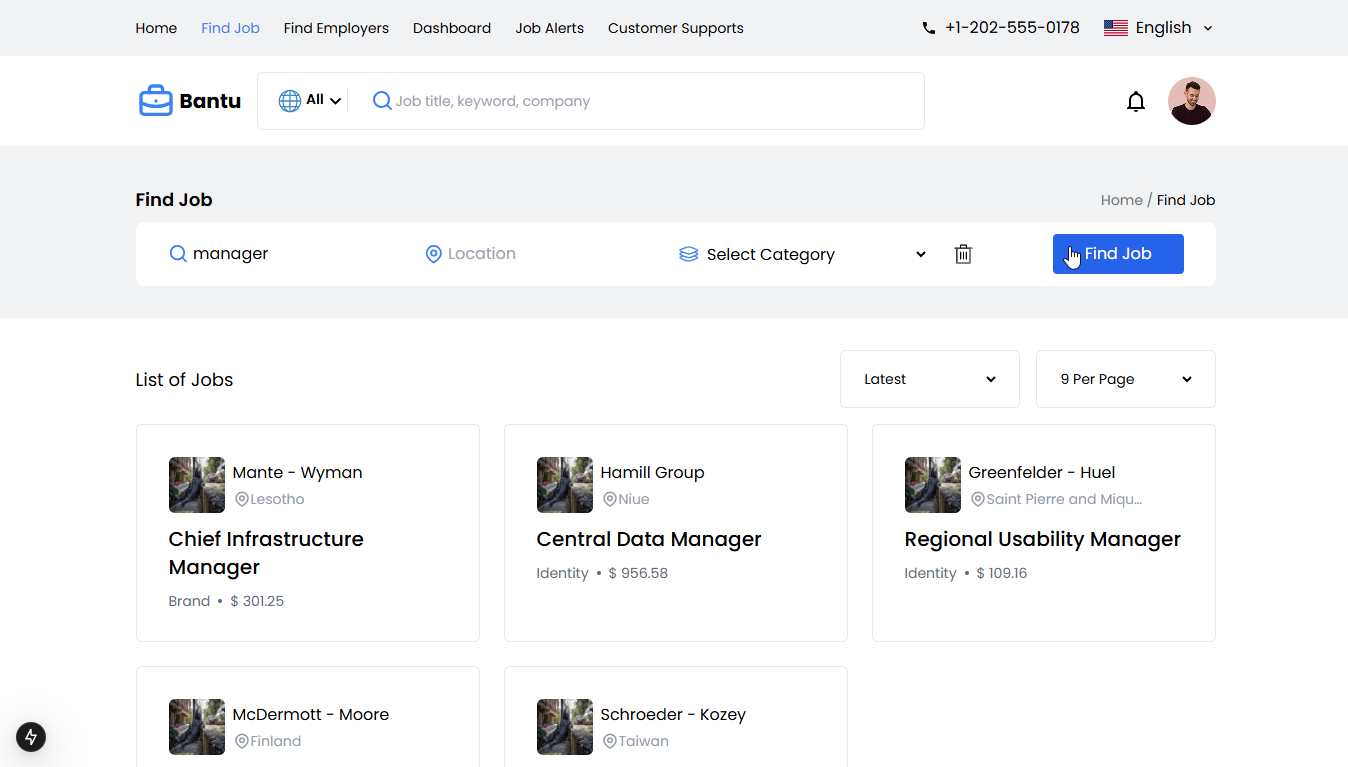 Home Find Job Find Employers Dashboard Job Alerts Customer Supports +1-202-555-0178 English
Bantu All Job title, keyword, company
Find Job Home / Find Job
manager Location Select Category Find Job
List of Jobs Latest 9 Per Page
Mante - Wyman
Lesotho
Chief Infrastructure
Manager
Brand • $ 301.25
Hamill Group
Niue
Central Data Manager
Identity • $ 956.58
Greenfelder - Huel
Saint Pierre and Miqu...
Regional Usability Manager
Identity • $ 109.16
McDermott - Moore
Finland
Schroeder - Kozey
Taiwan